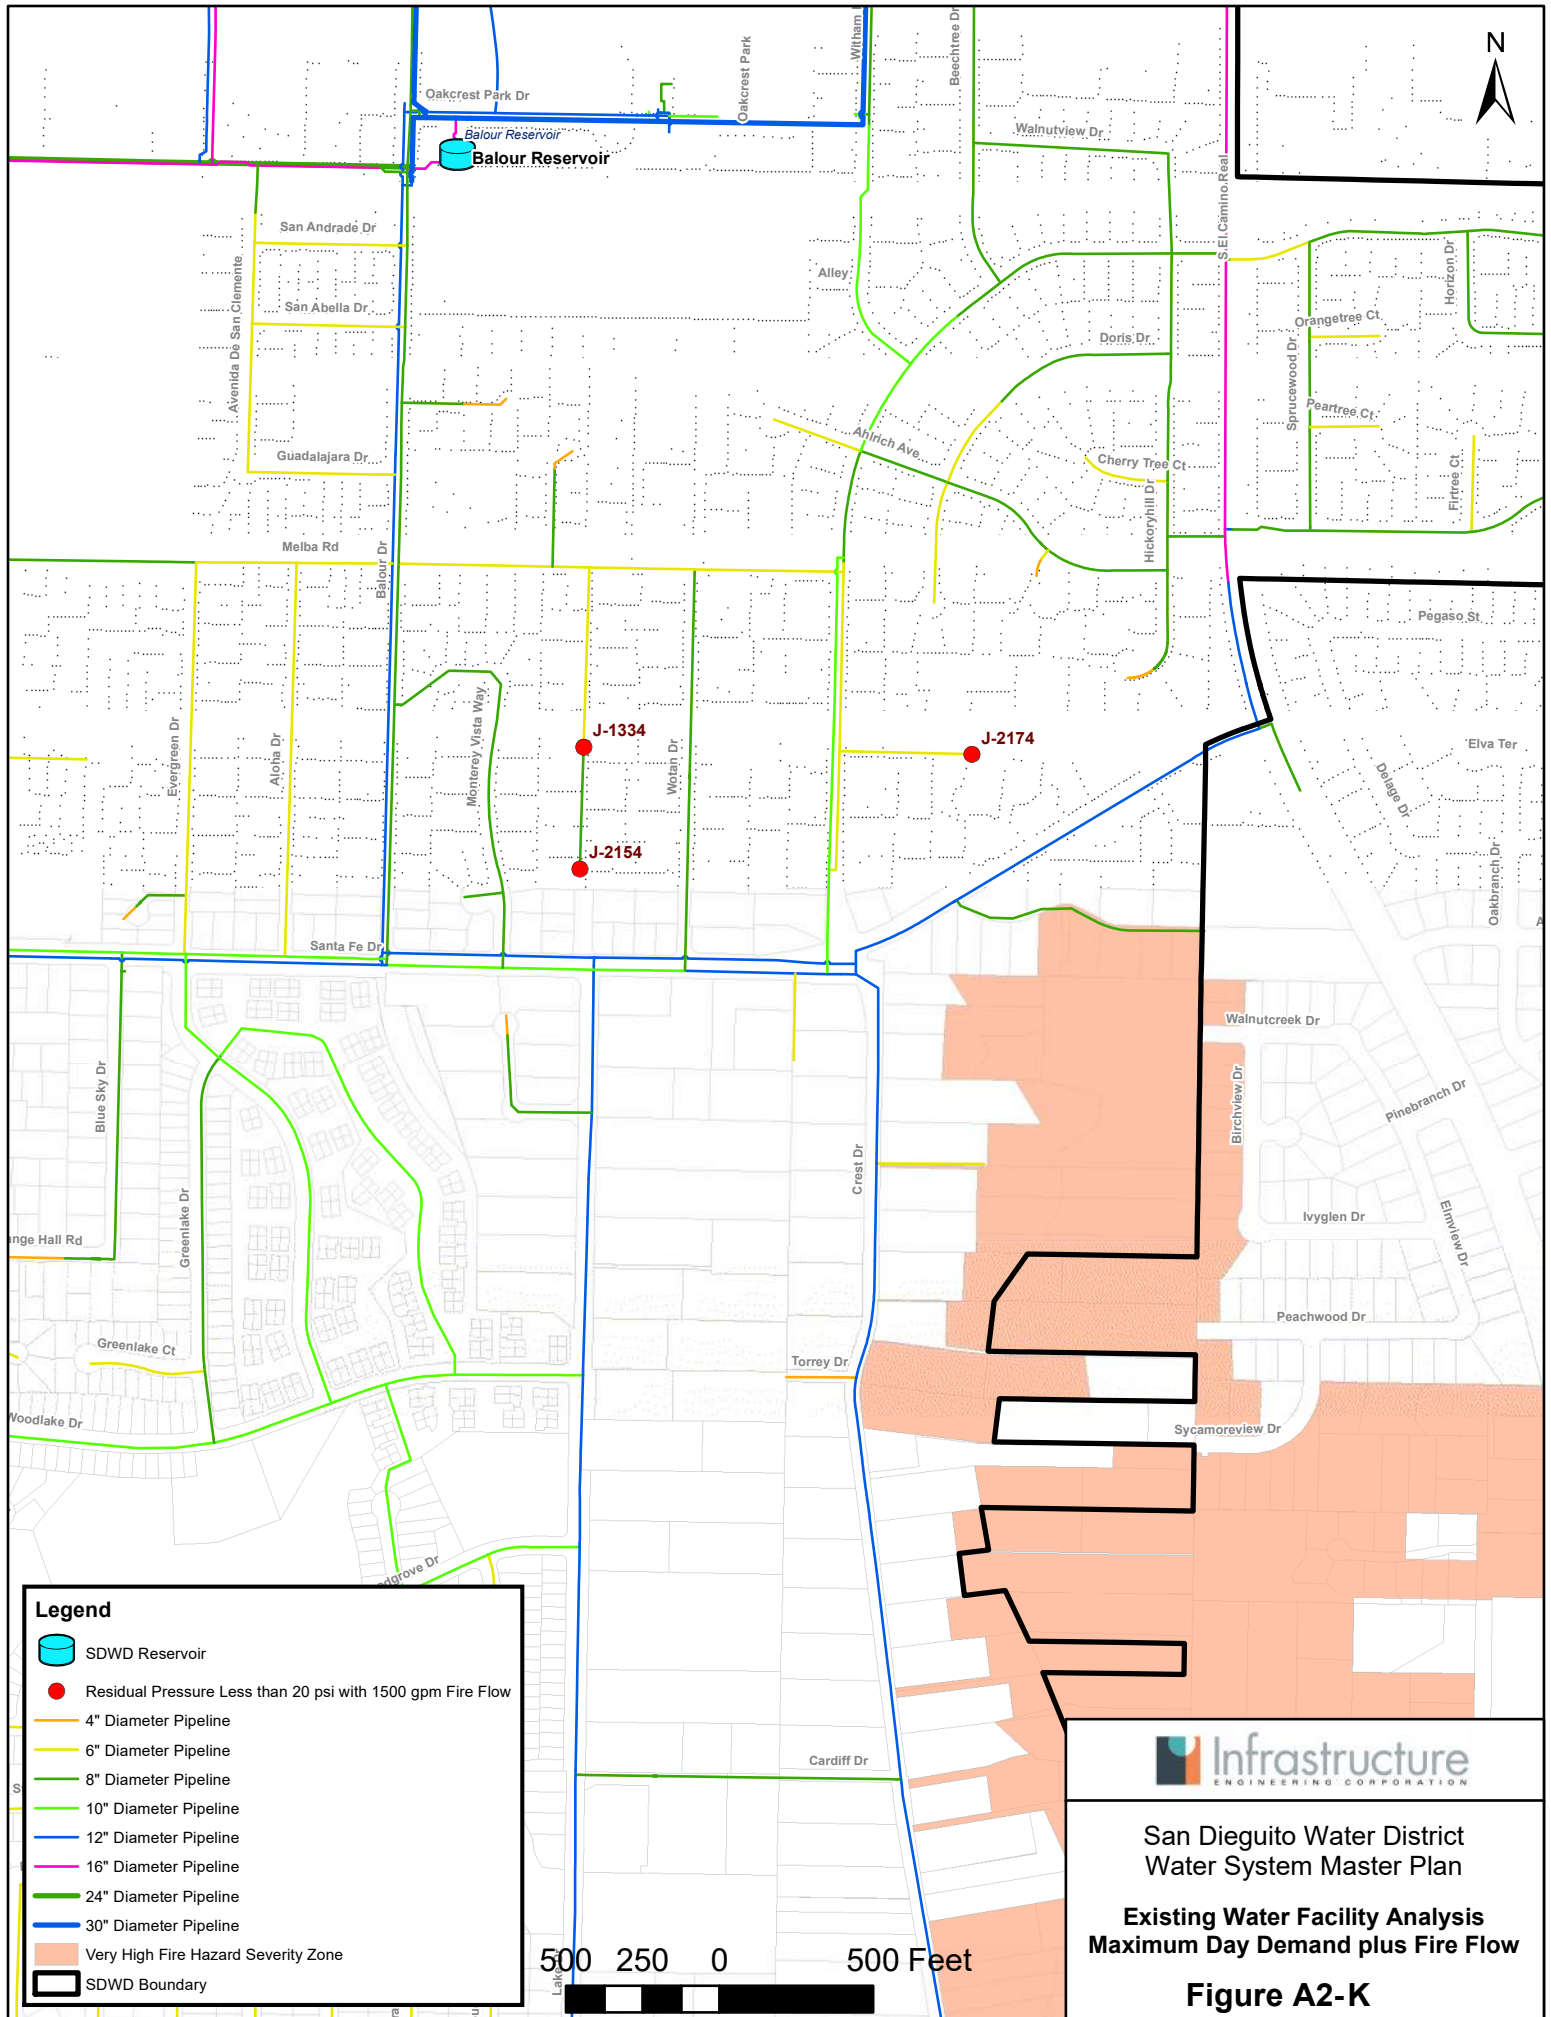 N
Oakcrest Park Dr
Oakcrest Park
Beechtree Dr
Balour Reservoir
Balour Reservoir
Walnutview Dr
S El Camino Real
San Andrade Dr
Alley
Avenida De San Clemente
San Abella Dr
Horizon Dr
Orangetree Ct
Doris Dr
Sprucewood Dr
Peartree Ct
Ahlrich Ave
Guadalajara Dr
Cherry Tree Ct
Firtree Ct
Hickoryhill Dr
Melba Rd
Balour Dr
Pegaso St
Evergreen Dr
Aloha Dr
Monterey Vista Way
J-1334
Wotan Dr
J-2174
Elva Ter
Delage Dr
J-2154
Oakbranch Dr
Santa Fe Dr
Walnutcreek Dr
Blue Sky Dr
Birchview Dr
Pinebranch Dr
Crest Dr
Greenlake Dr
ange Hall Rd
Ivyglen Dr
Elmview Dr
Peachwood Dr
Greenlake Ct
Torrey Dr
Woodlake Dr
Sycamoreview Dr
dgrove Dr
Cardiff Dr
Legend
SDWD Reservoir
Residual Pressure Less than 20 psi with 1500 gpm Fire Flow
4" Diameter Pipeline
6" Diameter Pipeline
8" Diameter Pipeline
10" Diameter Pipeline
12" Diameter Pipeline
16" Diameter Pipeline
24" Diameter Pipeline
30" Diameter Pipeline
Very High Fire Hazard Severity Zone
SDWD Boundary
500 250 0 500 Feet
Infrastructure
ENGINEERING CORPORATION
San Dieguito Water District
Water System Master Plan
Existing Water Facility Analysis
Maximum Day Demand plus Fire Flow
Figure A2-K